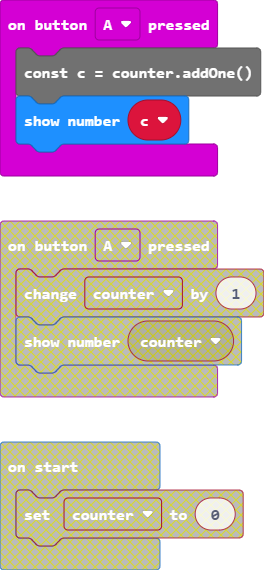 on button A pressed
const c = counter.addOne()
show number c
on button A pressed
change counter by 1
show number counter
on start
set counter to 0